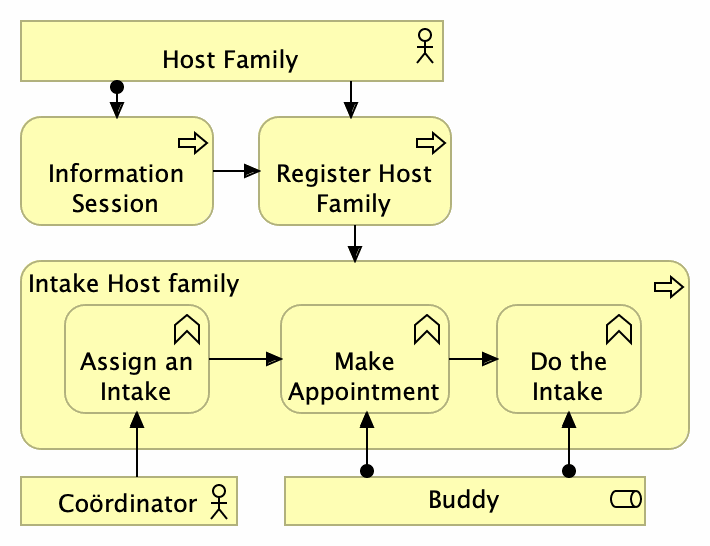 Host Family
Information
Session
Register Host
Family
Intake Host family
Assign an
Intake
Make
Appointment
Do the
Intake
Coördinator
Buddy